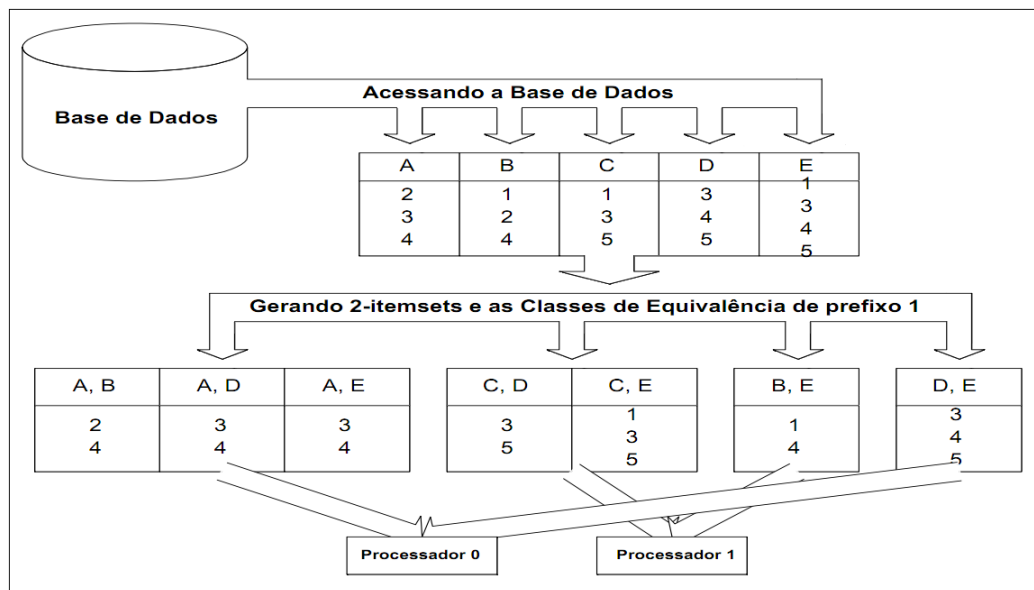 Acessando a Base de Dados
Base de Dados
A B C D E
2 1 1 3 1
3 2 3 4 3
4 4 5 5 4
5
Gerando 2-itemsets e as Classes de Equivalência de prefixo 1
A, B A, D A, E C, D C, E B, E D, E
2 3 3 3 1 1 3
4 4 4 5 3 4 4
5 5
Processador 0 Processador 1